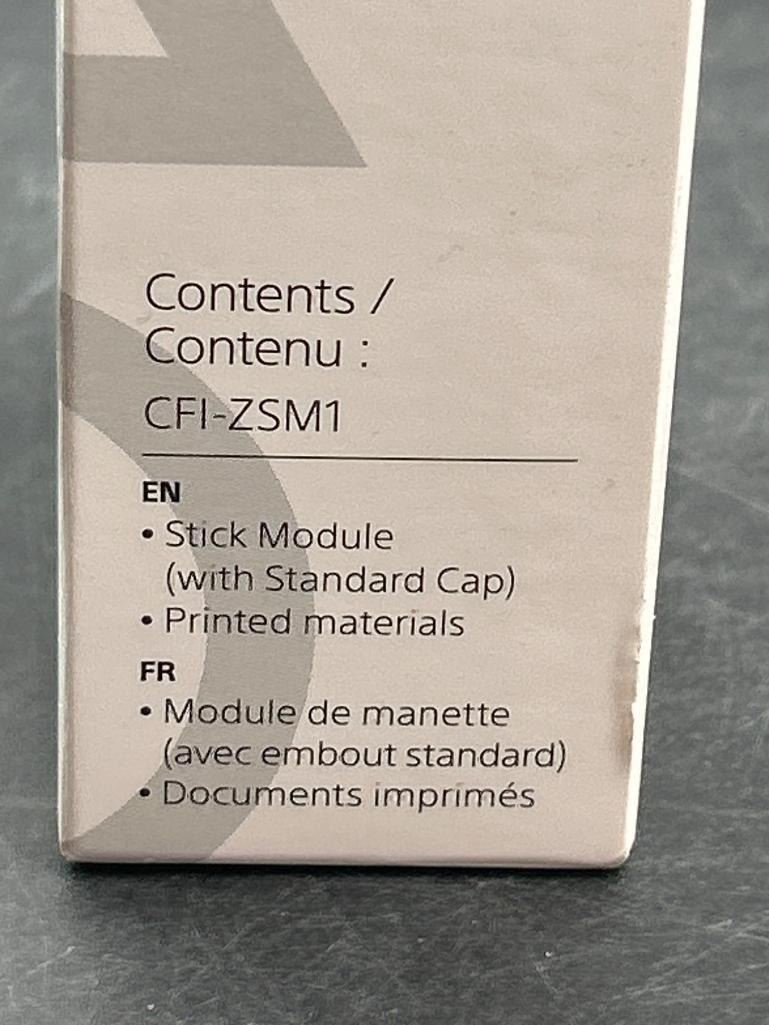 Contents /
Contenu :
CFI-ZSM1
EN
• Stick Module
(with Standard Cap)
• Printed materials
FR
• Module de manette
(avec embout standard)
• Documents imprimés